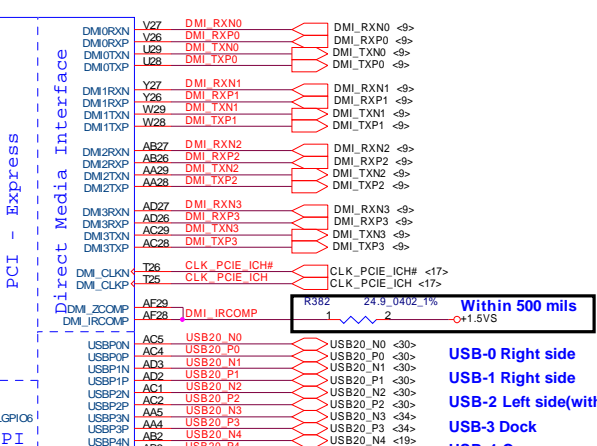 DMI0RXN V27 DMI_RXN0 DMI_RXN0 <9>
DMI0RXP V26 DMI_RXP0 DMI_RXP0 <9>
DMI0TXN U29 DMI_TXN0 DMI_TXN0 <9>
DMI0TXP U28 DMI_TXP0 DMI_TXP0 <9>
DMI1RXN Y27 DMI_RXN1 DMI_RXN1 <9>
DMI1RXP Y26 DMI_RXP1 DMI_RXP1 <9>
DMI1TXN W29 DMI_TXN1 DMI_TXN1 <9>
DMI1TXP W28 DMI_TXP1 DMI_TXP1 <9>
DMI2RXN AB27 DMI_RXN2 DMI_RXN2 <9>
DMI2RXP AB26 DMI_RXP2 DMI_RXP2 <9>
DMI2TXN AA29 DMI_TXN2 DMI_TXN2 <9>
DMI2TXP AA28 DMI_TXP2 DMI_TXP2 <9>
DMI3RXN AD27 DMI_RXN3 DMI_RXN3 <9>
DMI3RXP AD26 DMI_RXP3 DMI_RXP3 <9>
DMI3TXN AC29 DMI_TXN3 DMI_TXN3 <9>
DMI3TXP AC28 DMI_TXP3 DMI_TXP3 <9>
DMI_CLKN T26 CLK_PCIE_ICH# CLK_PCIE_ICH# <17>
DMI_CLKP T25 CLK_PCIE_ICH CLK_PCIE_ICH <17>
DMI_ZCOMP AF29
DMI_IRCOMP AF28 DMI_IRCOMP
R382 24.9_0402_1% Within 500 mils
1 2 +1.5VS
USBP0N AC5 USB20_N0 USB20_N0 <30>
USBP0P AC4 USB20_P0 USB20_P0 <30>
USBP1N AD3 USB20_N1 USB20_N1 <30>
USBP1P AD2 USB20_P1 USB20_P1 <30>
USBP2N AC1 USB20_N2 USB20_N2 <30>
USBP2P AC2 USB20_P2 USB20_P2 <30>
USBP3N AA5 USB20_N3 USB20_N3 <34>
USBP3P AA4 USB20_P3 USB20_P3 <34>
USBP4N AB2 USB20_N4 USB20_N4 <19>
USB-0 Right side
USB-1 Right side
USB-2 Left side(with
USB-3 Dock
PCI - Express
Direct Media Interface
GPIO6
PI